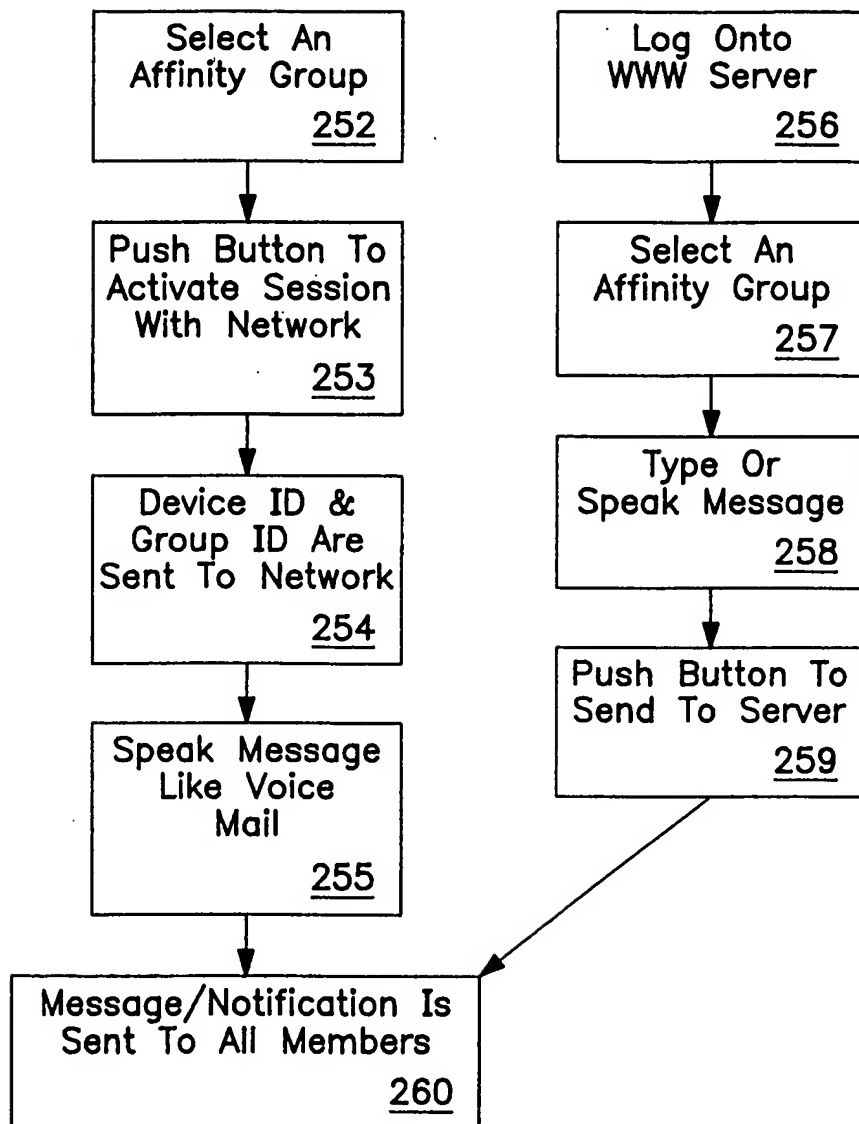 Select An
Affinity Group
252
Push Button To
Activate Session
With Network
253
Device ID &
Group ID Are
Sent To Network
254
Speak Message
Like Voice
Mail
255
Log Onto
WWW Server
256
Select An
Affinity Group
257
Type Or
Speak Message
258
Push Button To
Send To Server
259
Message/Notification Is
Sent To All Members
260